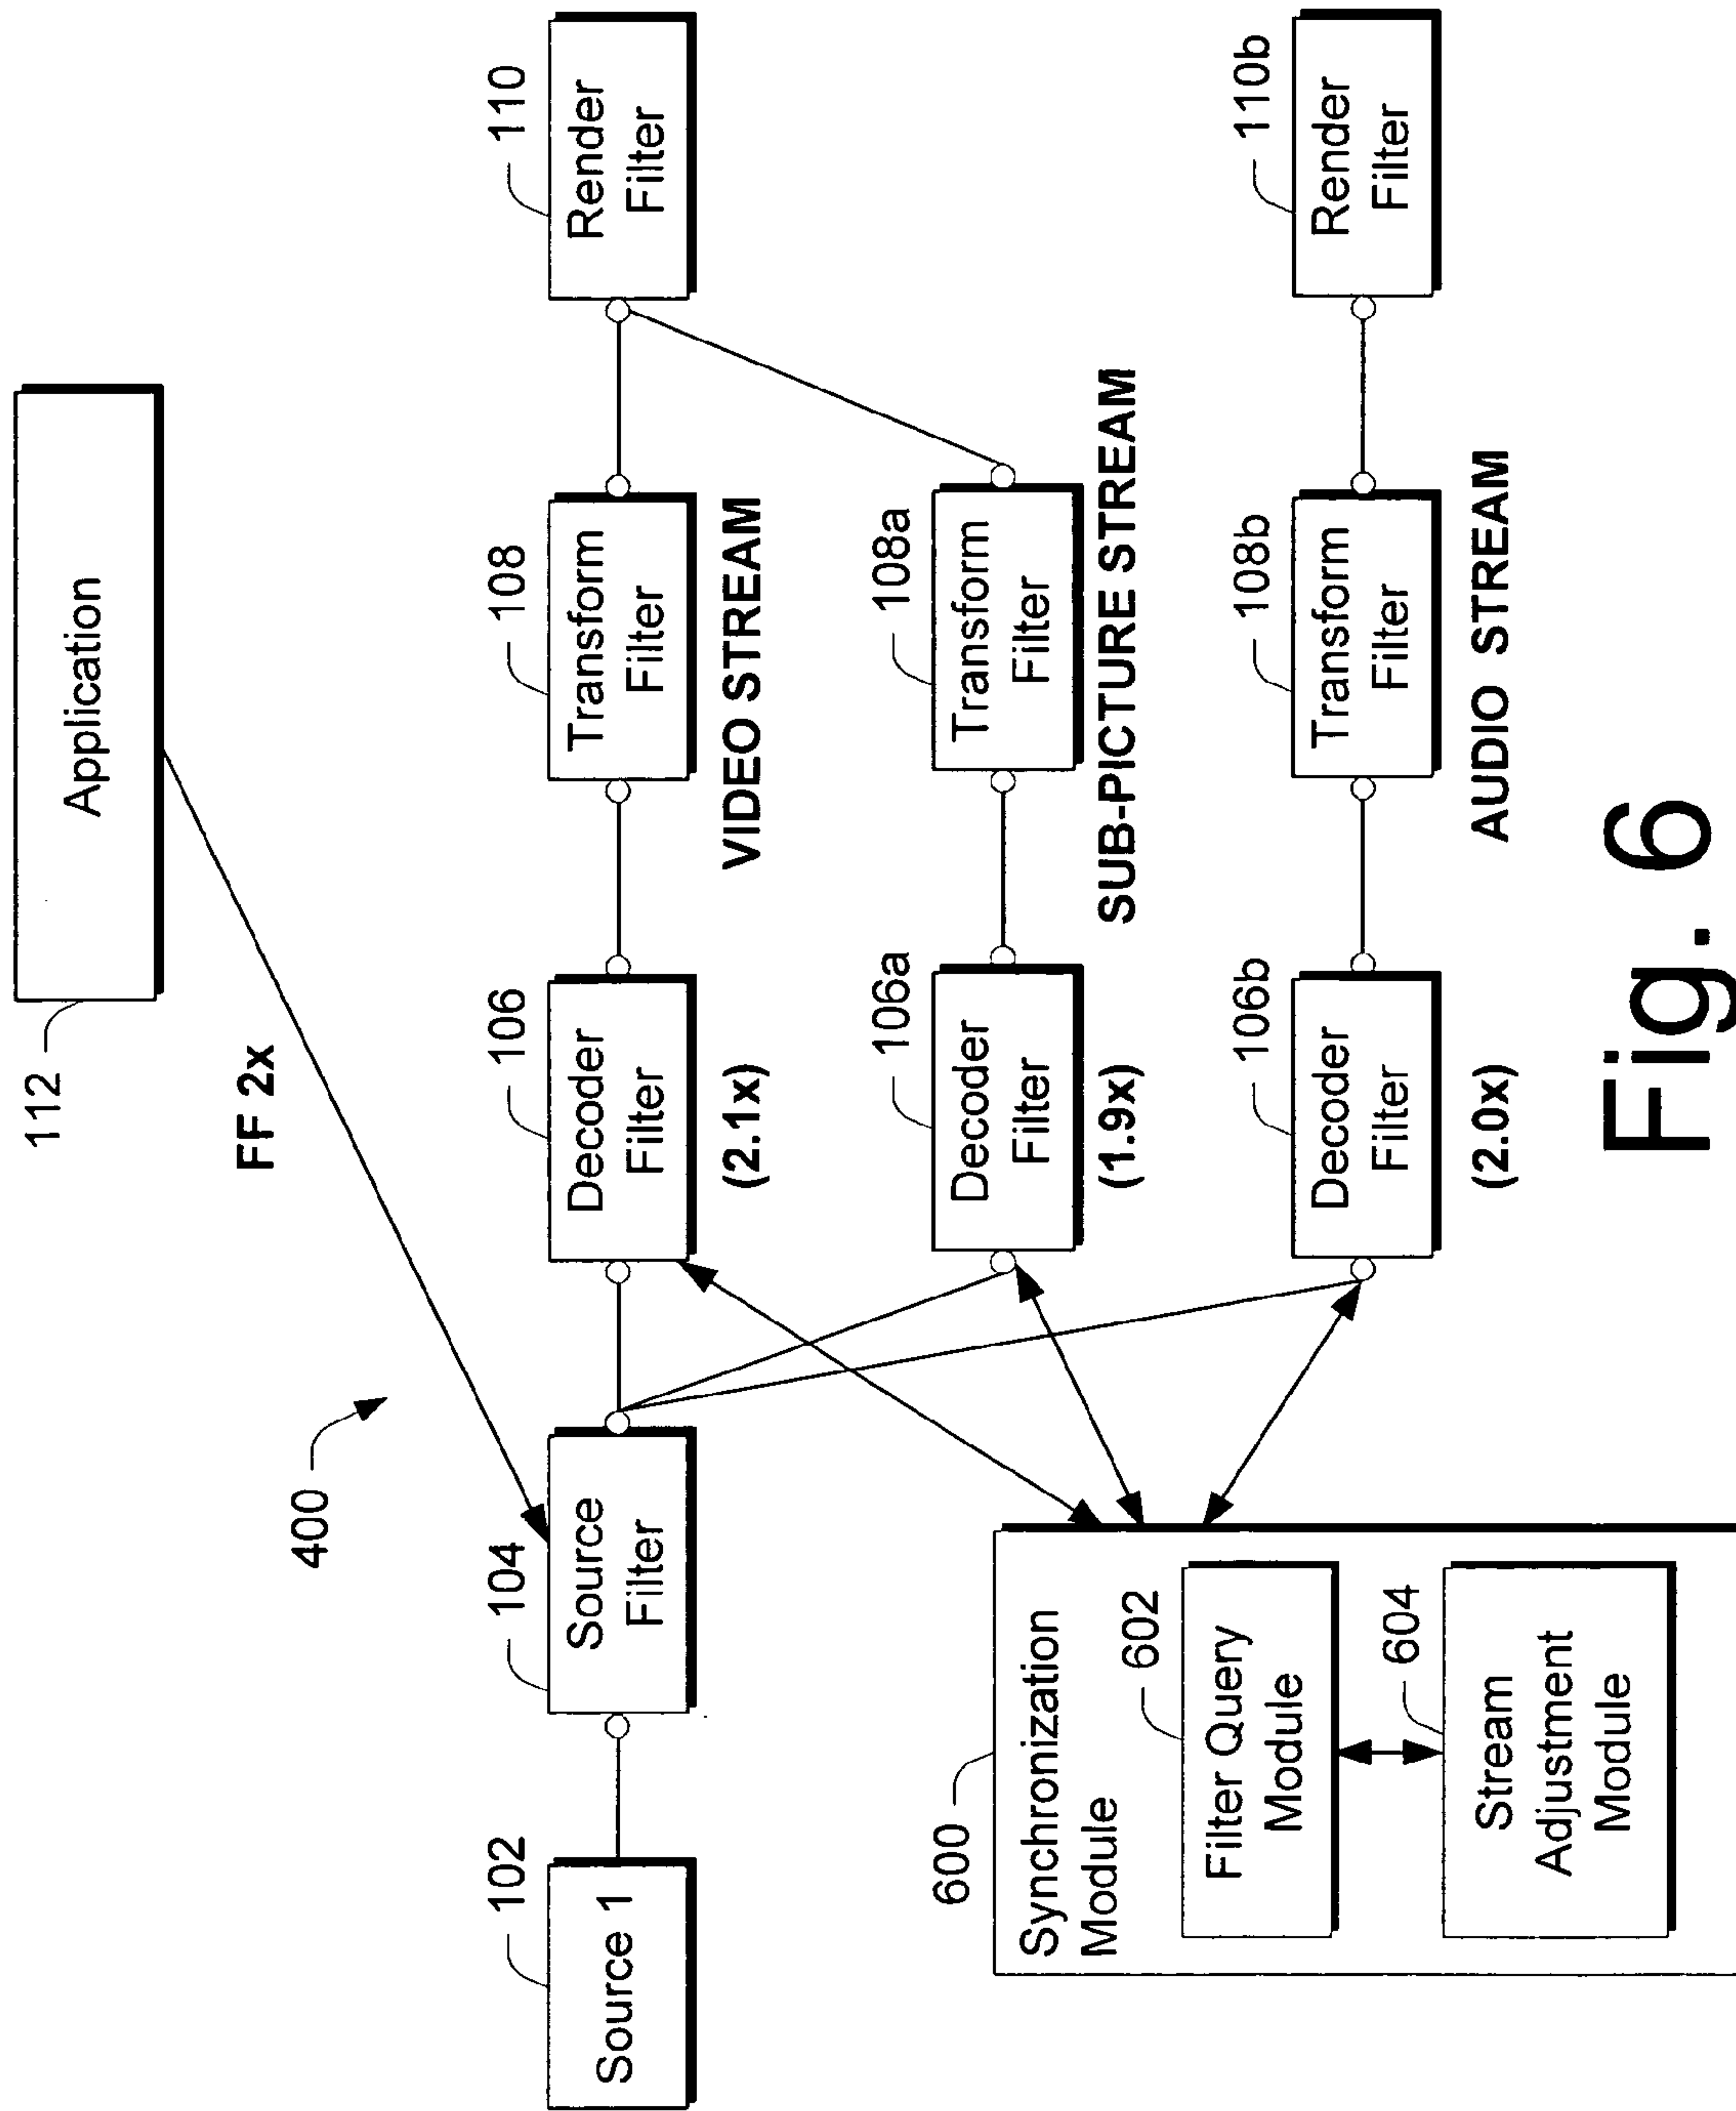 112
Application
FF 2x
400
102
Source 1
104
Source
Filter
106
Decoder
Filter
(2.1x)
108
Transform
Filter
VIDEO STREAM
110
Render
Filter
106a
Decoder
Filter
(1.9x)
108a
Transform
Filter
SUB-PICTURE STREAM
106b
Decoder
Filter
(2.0x)
108b
Transform
Filter
AUDIO STREAM
110b
Render
Filter
600
Synchronization
Module
602
Filter Query
Module
604
Stream
Adjustment
Module
Fig. 6